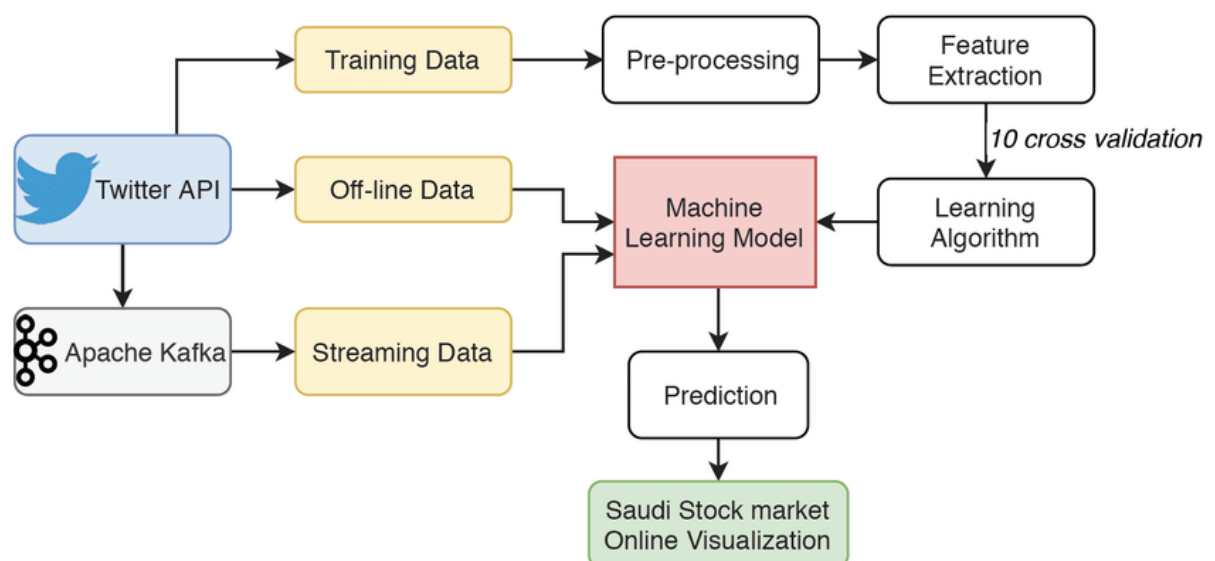 Training Data
Pre-processing
Feature
Extraction
10 cross validation
Twitter API
Off-line Data
Machine
Learning Model
Learning
Algorithm
Apache Kafka
Streaming Data
Prediction
Saudi Stock market
Online Visualization